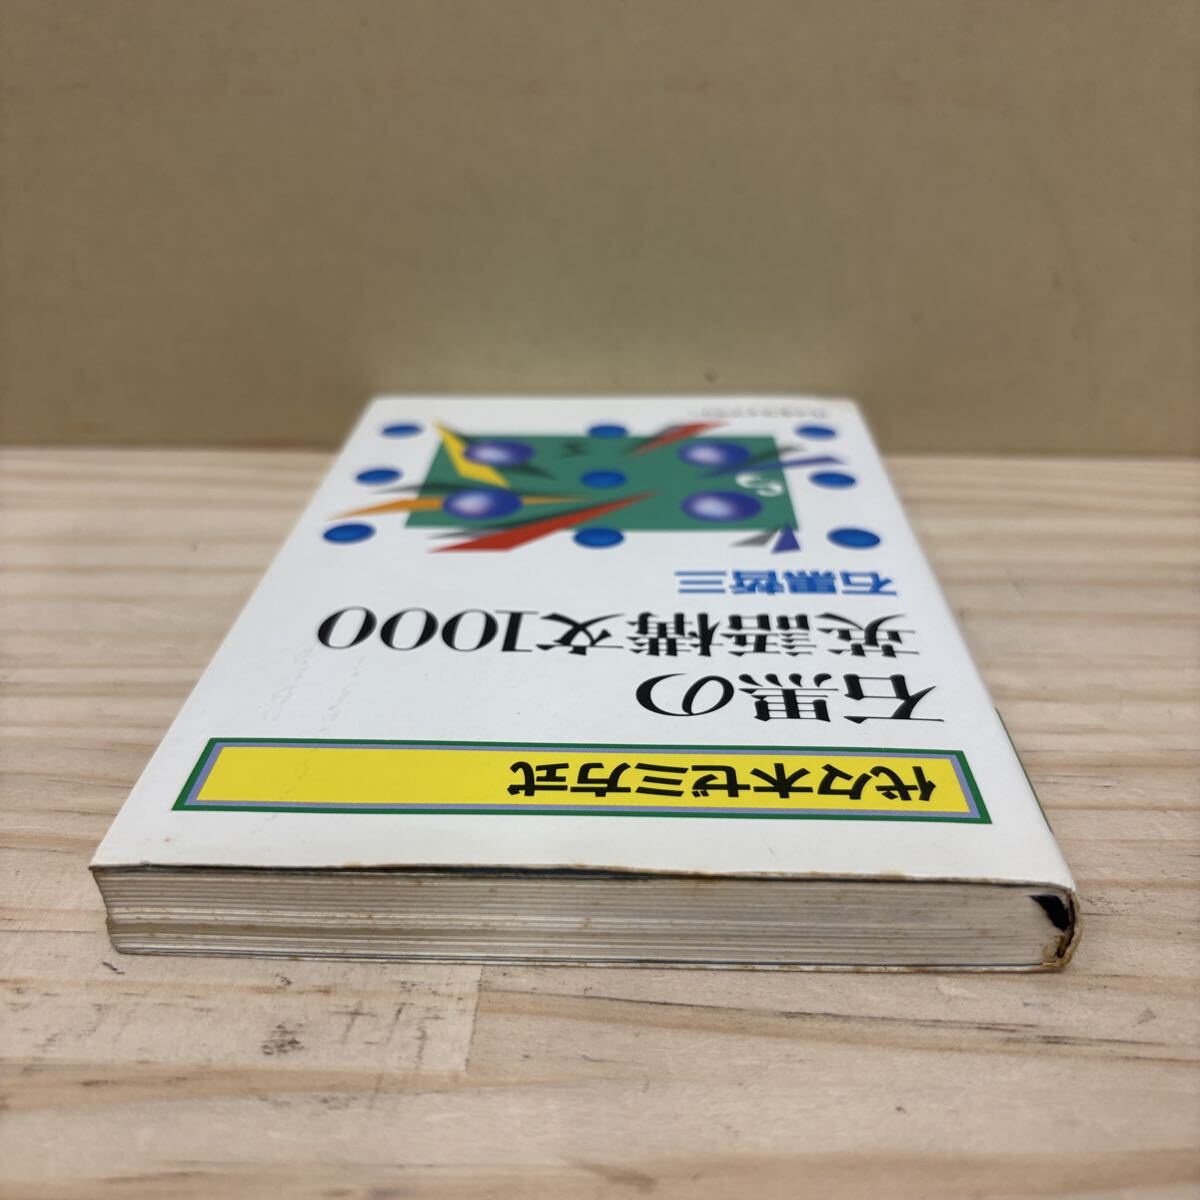 代々木ゼミ方式
石黒の
英語構文1000
石黒哲三